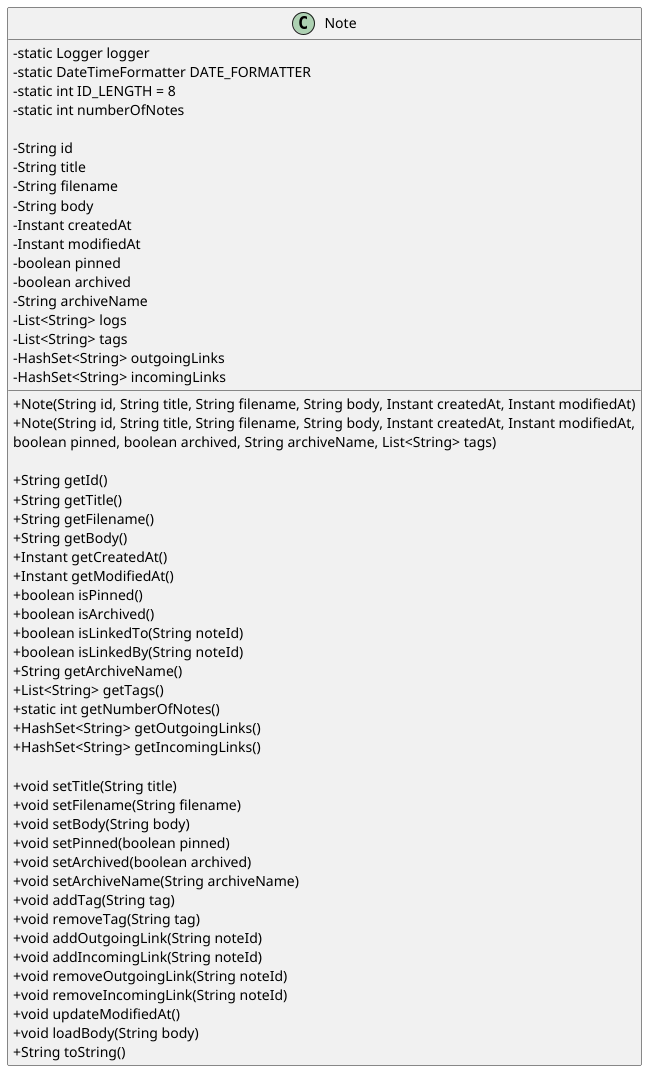 C Note
-static Logger logger
-static DateTimeFormatter DATE_FORMATTER
-static int ID_LENGTH = 8
-static int numberOfNotes
-String id
-String title
-String filename
-String body
-Instant createdAt
-Instant modifiedAt
-boolean pinned
-boolean archived
-String archiveName
-List<String> logs
-List<String> tags
-HashSet<String> outgoingLinks
-HashSet<String> incomingLinks
+Note(String id, String title, String filename, String body, Instant createdAt, Instant modifiedAt)
+Note(String id, String title, String filename, String body, Instant createdAt, Instant modifiedAt,
boolean pinned, boolean archived, String archiveName, List<String> tags)
+String getId()
+String getTitle()
+String getFilename()
+String getBody()
+Instant getCreatedAt()
+Instant getModifiedAt()
+boolean isPinned()
+boolean isArchived()
+boolean isLinkedTo(String noteId)
+boolean isLinkedBy(String noteId)
+String getArchiveName()
+List<String> getTags()
+static int getNumberOfNotes()
+HashSet<String> getOutgoingLinks()
+HashSet<String> getIncomingLinks()
+void setTitle(String title)
+void setFilename(String filename)
+void setBody(String body)
+void setPinned(boolean pinned)
+void setArchived(boolean archived)
+void setArchiveName(String archiveName)
+void addTag(String tag)
+void removeTag(String tag)
+void addOutgoingLink(String noteId)
+void addIncomingLink(String noteId)
+void removeOutgoingLink(String noteId)
+void removeIncomingLink(String noteId)
+void updateModifiedAt()
+void loadBody(String body)
+String toString()